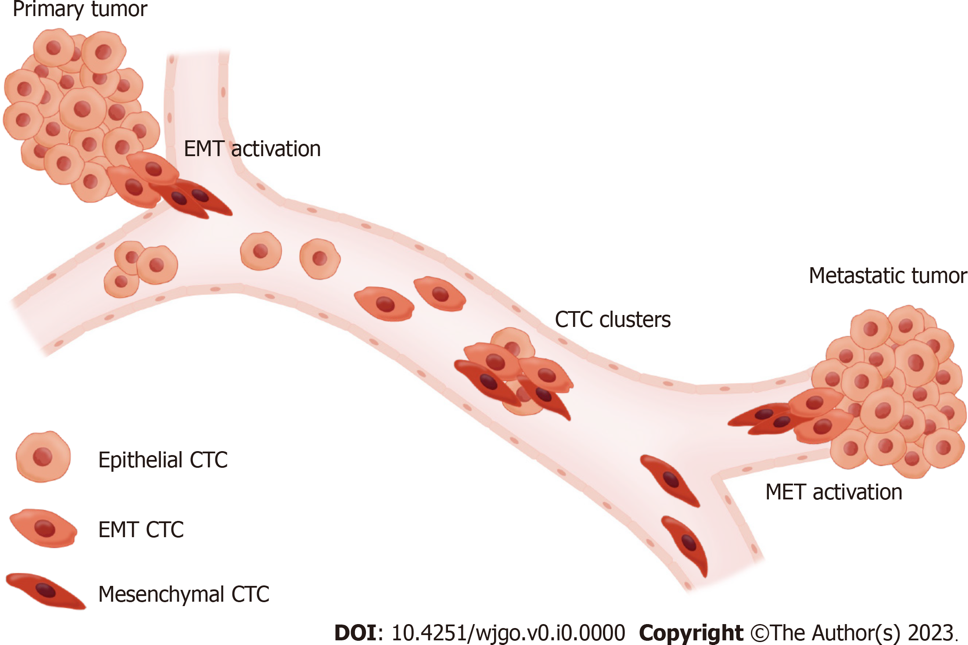 Primary tumor
EMT activation
Metastatic tumor
CTC clusters
Epithelial CTC
MET activation
EMT CTC
Mesenchymal CTC
DOI: 10.4251/wjgo.v0.i0.0000 Copyright ©The Author(s) 2023.